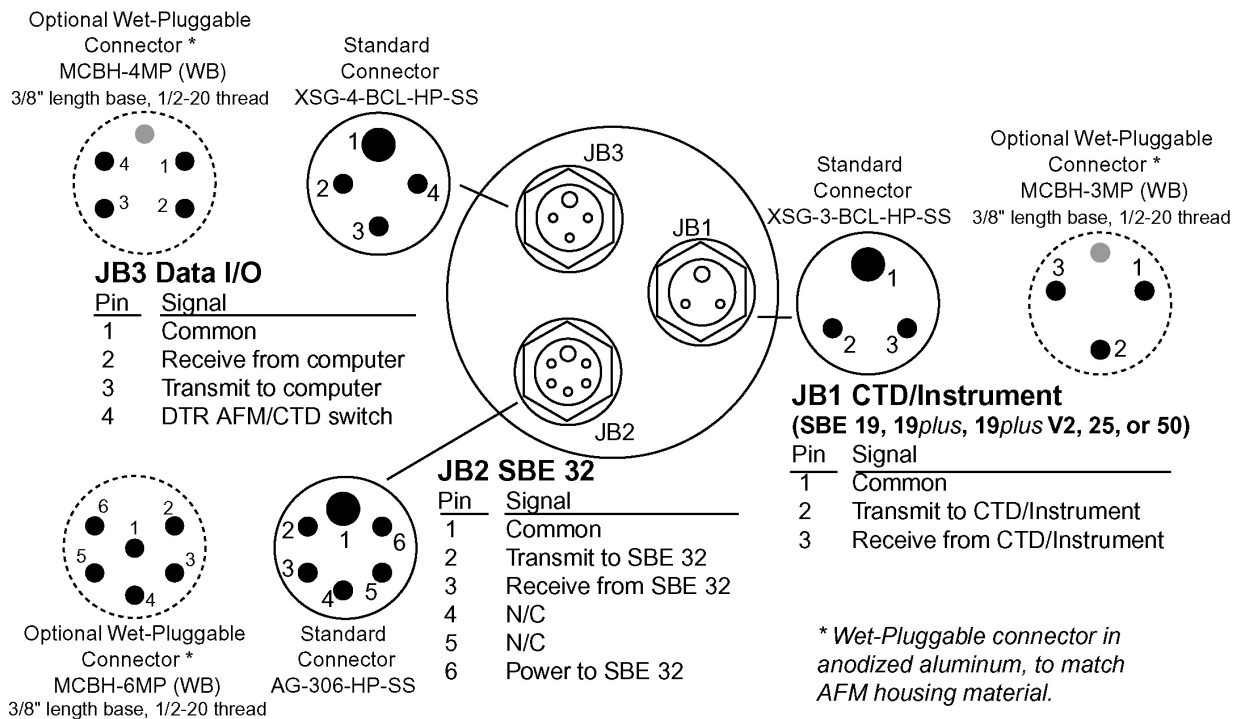 Optional Wet-Pluggable
Connector *
MCBH-4MP (WB)
3/8" length base, 1/2-20 thread
4
1
3
2
Standard
Connector
XSG-4-BCL-HP-SS
1
2
4
3
JB3
JB1
JB2
Standard
Connector
XSG-3-BCL-HP-SS
1
2
3
Optional Wet-Pluggable
Connector *
MCBH-3MP (WB)
3/8" length base, 1/2-20 thread
3
1
2
JB3 Data I/O
Pin Signal
1 Common
2 Receive from computer
3 Transmit to computer
4 DTR AFM/CTD switch
JB1 CTD/Instrument
(SBE 19, 19plus, 19plus V2, 25, or 50)
Pin Signal
1 Common
2 Transmit to CTD/Instrument
3 Receive from CTD/Instrument
6
1
2
5
3
4
Optional Wet-Pluggable
Connector *
MCBH-6MP (WB)
3/8" length base, 1/2-20 thread
2
1
6
3
4
5
Standard
Connector
AG-306-HP-SS
JB2 SBE 32
Pin Signal
1 Common
2 Transmit to SBE 32
3 Receive from SBE 32
4 N/C
5 N/C
6 Power to SBE 32
* Wet-Pluggable connector in
anodized aluminum, to match
AFM housing material.